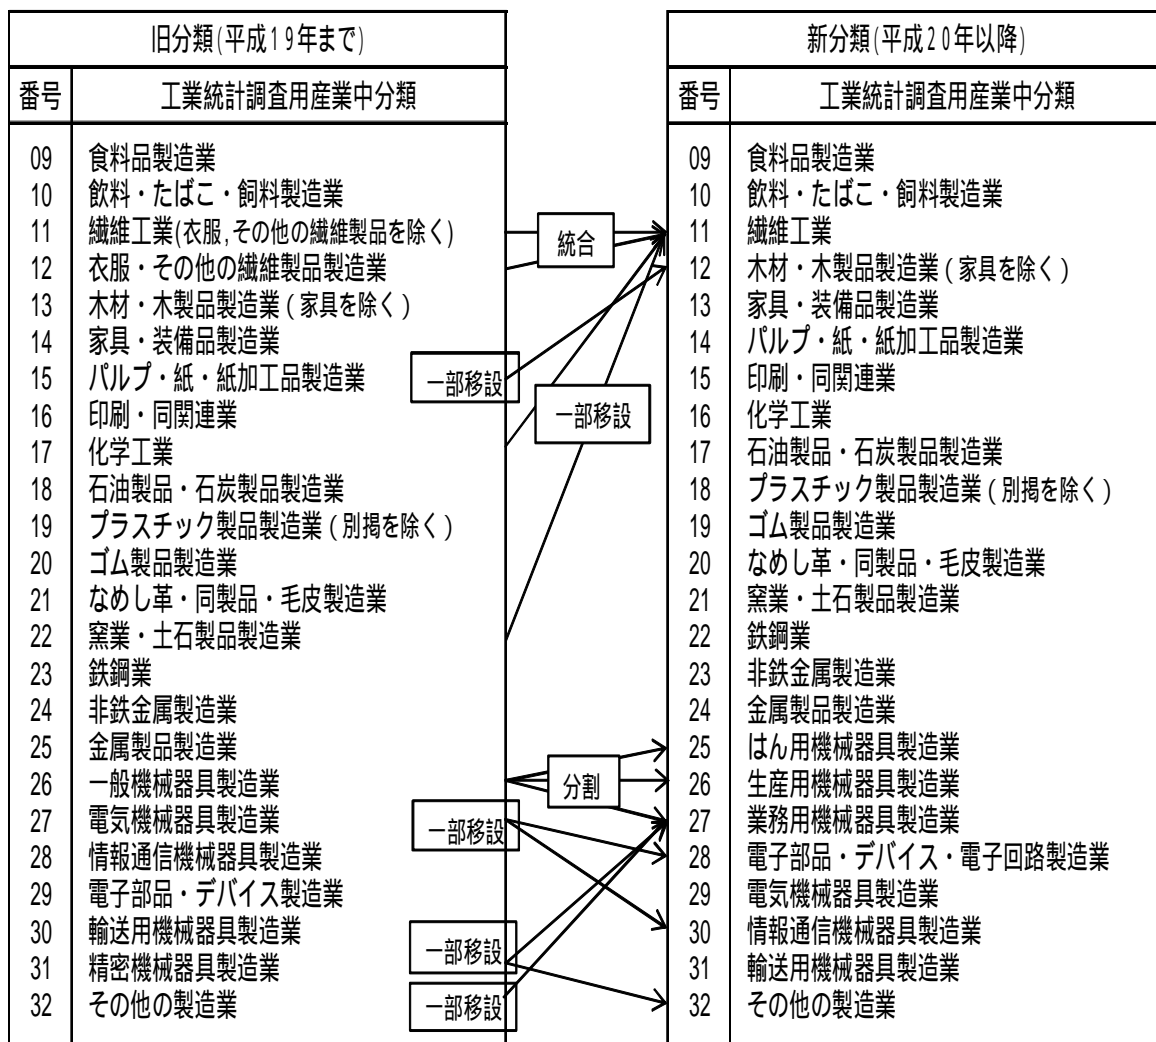 旧分類(平成19年まで)
番号 工業統計調査用産業中分類
09 食料品製造業
10 飲料・たばこ・飼料製造業
11 繊維工業(衣服,その他の繊維製品を除く)
12 衣服・その他の繊維製品製造業
13 木材・木製品製造業(家具を除く)
14 家具・装備品製造業
15 パルプ・紙・紙加工品製造業
16 印刷・同関連業
17 化学工業
18 石油製品・石炭製品製造業
19 プラスチック製品製造業(別掲を除く)
20 ゴム製品製造業
21 なめし革・同製品・毛皮製造業
22 窯業・土石製品製造業
23 鉄鋼業
24 非鉄金属製造業
25 金属製品製造業
26 一般機械器具製造業
27 電気機械器具製造業
28 情報通信機械器具製造業
29 電子部品・デバイス製造業
30 輸送用機械器具製造業
31 精密機械器具製造業
32 その他の製造業
統合
一部移設
一部移設
分割
一部移設
一部移設
一部移設
新分類(平成20年以降)
番号 工業統計調査用産業中分類
09 食料品製造業
10 飲料・たばこ・飼料製造業
11 繊維工業
12 木材・木製品製造業(家具を除く)
13 家具・装備品製造業
14 パルプ・紙・紙加工品製造業
15 印刷・同関連業
16 化学工業
17 石油製品・石炭製品製造業
18 プラスチック製品製造業(別掲を除く)
19 ゴム製品製造業
20 なめし革・同製品・毛皮製造業
21 窯業・土石製品製造業
22 鉄鋼業
23 非鉄金属製造業
24 金属製品製造業
25 はん用機械器具製造業
26 生産用機械器具製造業
27 業務用機械器具製造業
28 電子部品・デバイス・電子回路製造業
29 電気機械器具製造業
30 情報通信機械器具製造業
31 輸送用機械器具製造業
32 その他の製造業